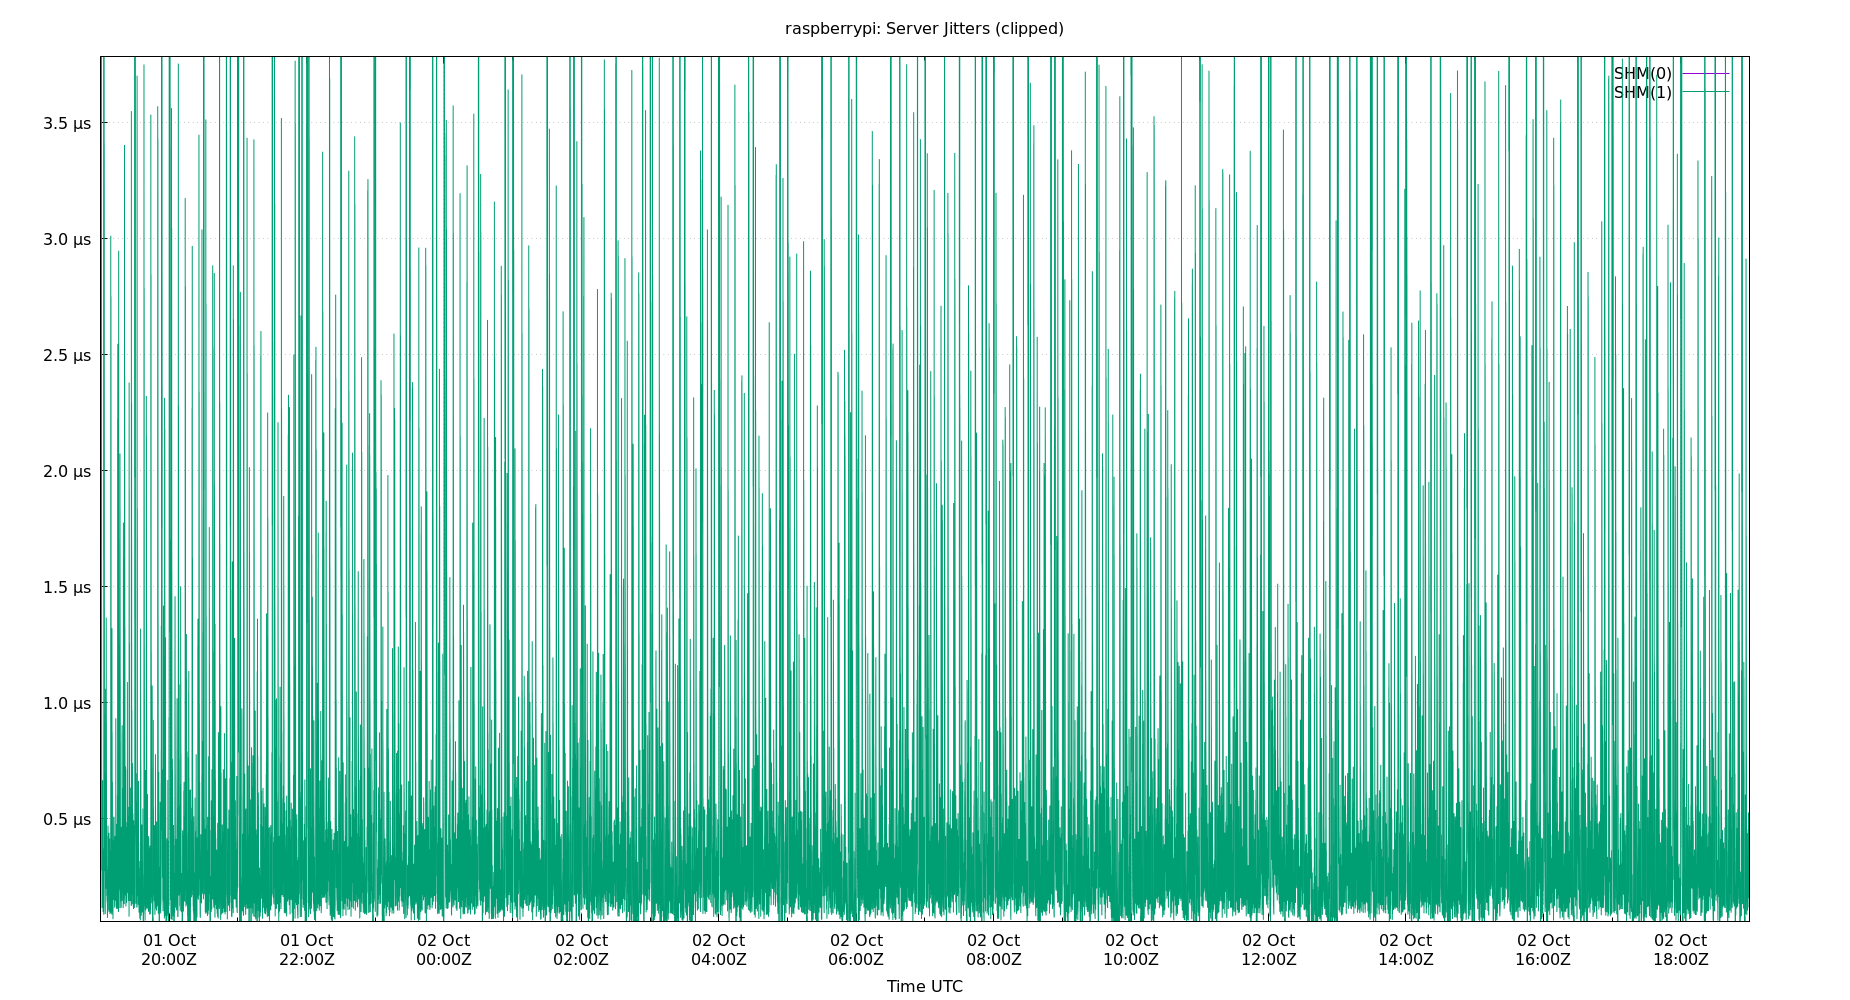 raspberrypi: Server Jitters (clipped)
SHM(0)
SHM(1)
3.5 µs
3.0 µs
2.5 µs
2.0 µs
1.5 µs
1.0 µs
0.5 µs
01 Oct 01 Oct 02 Oct 02 Oct 02 Oct 02 Oct 02 Oct 02 Oct 02 Oct 02 Oct 02 Oct 02 Oct
20:00Z 22:00Z 00:00Z 02:00Z 04:00Z 06:00Z 08:00Z 10:00Z 12:00Z 14:00Z 16:00Z 18:00Z
Time UTC